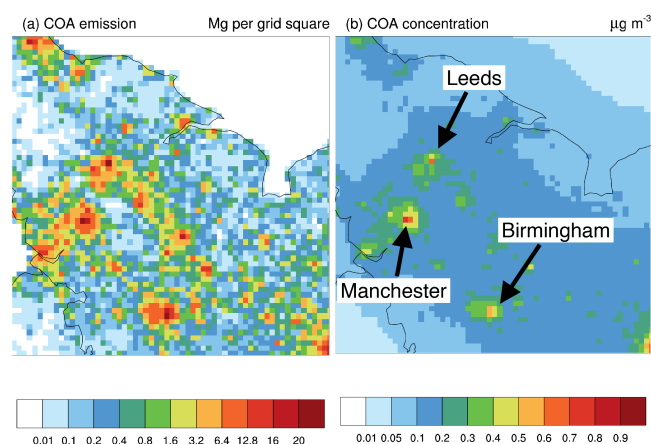 (a) COA emission Mg per grid square
(b) COA concentration µg m-3
Leeds
Birmingham
Manchester
0.01 0.1 0.2 0.4 0.8 1.6 3.2 6.4 12.8 16 20
0.01 0.05 0.1 0.2 0.3 0.4 0.5 0.6 0.7 0.8 0.9